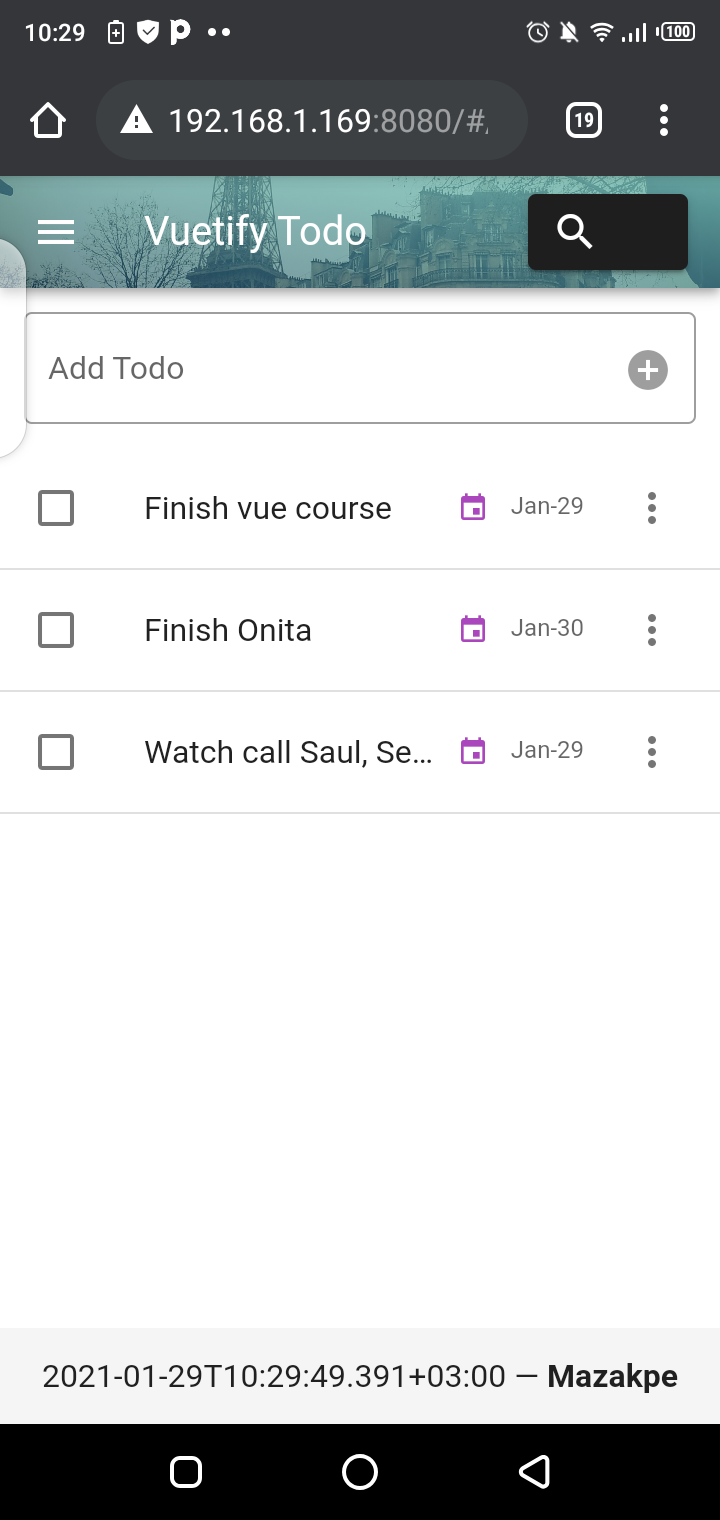 10:29 100
192.168.1.169:8080/#, 19
Vuetify Todo
Add Todo
Finish vue course Jan-29
Finish Onita Jan-30
Watch call Saul, Se... Jan-29
2021-01-29T10:29:49.391+03:00 — Mazakpe